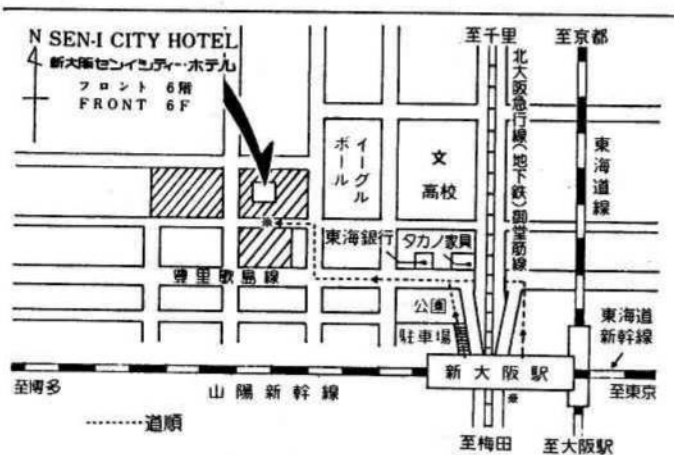 N SEN-I CITY HOTEL
新大阪センイシティー・ホテル
フロント 6階
FRONT 6F
至千里
至京都
北大阪急行線(地下鉄)御堂筋線
東海道線
イーグル
ボール
文
高校
東海銀行
タカノ家具
豊里歌島線
公園
駐車場
東海道
新幹線
新大阪駅
至博多
山陽新幹線
至東京
道順
至梅田
至大阪駅